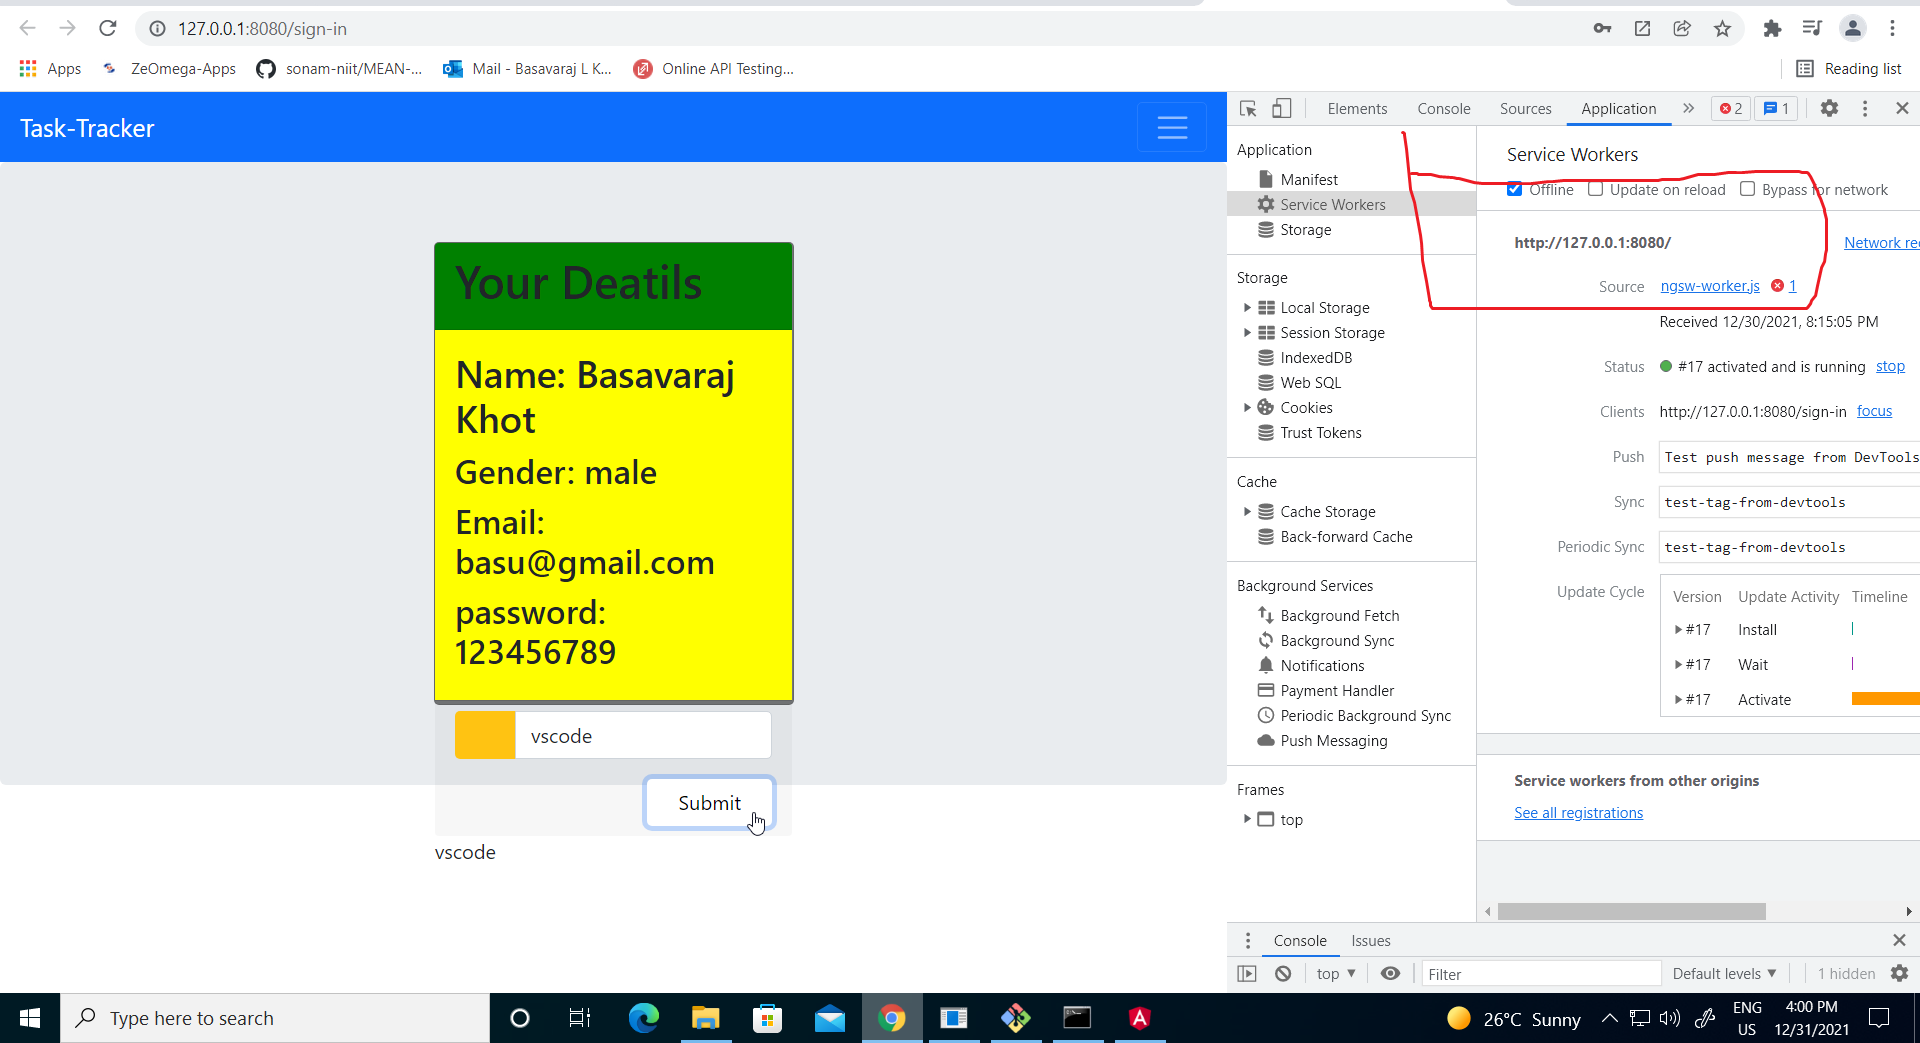 127.0.0.1:8080/sign-in
Apps ZeOmega-Apps sonam-niit/MEAN-... Mail - Basavaraj L K... Online API Testing... Reading list
Task-Tracker
Your Deatils
Name: Basavaraj
Khot
Gender: male
Email:
basu@gmail.com
password:
123456789
vscode
Submit
vscode
Elements Console Sources Application » 2 1
Application
Manifest
Service Workers
Storage
Storage
Local Storage
Session Storage
IndexedDB
Web SQL
Cookies
Trust Tokens
Cache
Cache Storage
Back-forward Cache
Background Services
Background Fetch
Background Sync
Notifications
Payment Handler
Periodic Background Sync
Push Messaging
Frames
top
Service Workers
Offline Update on reload Bypass for network
http://127.0.0.1:8080/ Network re
Source ngsw-worker.js 1
Received 12/30/2021, 8:15:05 PM
Status #17 activated and is running stop
Clients http://127.0.0.1:8080/sign-in focus
Push Test push message from DevTools
Sync test-tag-from-devtools
Periodic Sync test-tag-from-devtools
Update Cycle Version Update Activity Timeline
#17 Install
#17 Wait
#17 Activate
Service workers from other origins
See all registrations
Console Issues
top Filter Default levels 1 hidden
Type here to search
26°C Sunny
ENG
US
4:00 PM
12/31/2021